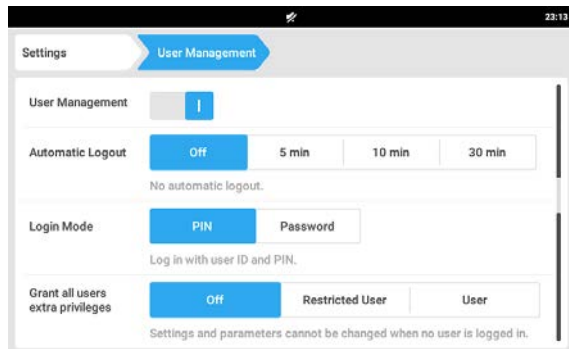 23:13
Settings
User Management
User Management
I
Automatic Logout
Off
5 min
10 min
30 min
No automatic logout.
Login Mode
PIN
Password
Log in with user ID and PIN.
Grant all users
extra privileges
Off
Restricted User
User
Settings and parameters cannot be changed when no user is logged in.